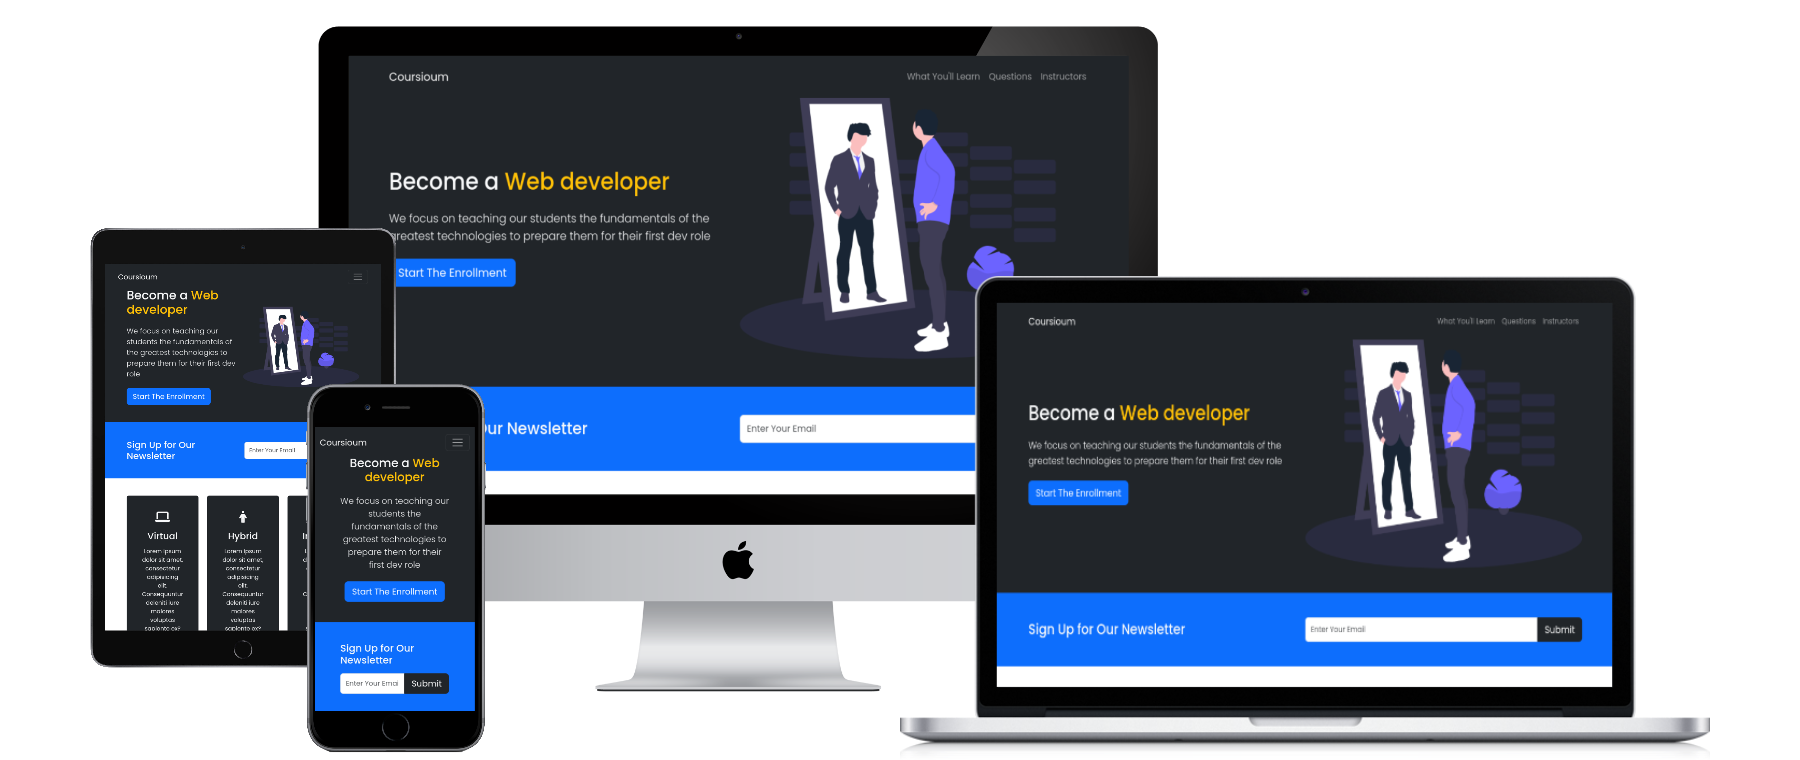 Coursioum
What You'll Learn Questions Instructors
Become a Web developer
We focus on teaching our students the fundamentals of the
greatest technologies to prepare them for their first dev role
Start The Enrollment
ur Newsletter
Enter Your Email
Coursioum
Become a Web
developer
We focus on teaching our
students the fundamentals of
the greatest technologies to
prepare them for their first dev
role
Start The Enrollment
Sign Up for Our
Newsletter
Enter Your Email
Virtual
Lorem ipsum
dolor sit amet,
consectetur
adipisicing
elit.
Consequuntur
deleniti iure
maiores
voluptas
sapiente ex?
Hybrid
Lorem ipsum
dolor sit amet,
consectetur
adipisicing
elit.
Consequuntur
deleniti iure
maiores
voluptas
sapiente ex?
Coursioum
Become a Web
developer
We focus on teaching our
students the
fundamentals of the
greatest technologies to
prepare them for their
first dev role
Start The Enrollment
Sign Up for Our
Newsletter
Enter Your Emai
Submit
Coursioum
What You'll Learn Questions Instructors
Become a Web developer
We focus on teaching our students the fundamentals of the
greatest technologies to prepare them for their first dev role
Start The Enrollment
Sign Up for Our Newsletter
Enter Your Email
Submit